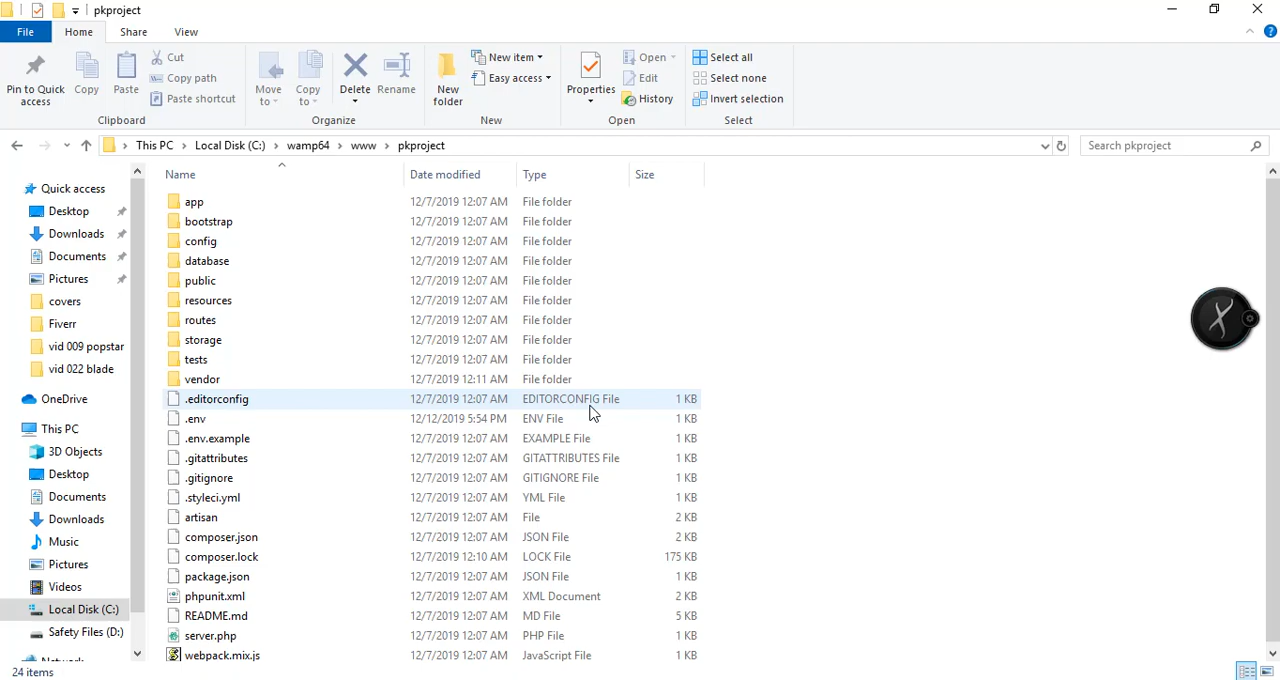 pkproject
File Home Share View
Pin to Quick access
Copy
Paste
Cut
Copy path
Paste shortcut
Clipboard
Move to
Copy to
Delete
Rename
Organize
New folder
New item
Easy access
New
Properties
Open
Edit
History
Open
Select all
Select none
Invert selection
Select
This PC Local Disk (C:) wamp64 www pkproject
Search pkproject
Quick access
Desktop
Downloads
Documents
Pictures
covers
Fiverr
vid 009 popstar
vid 022 blade
OneDrive
This PC
3D Objects
Desktop
Documents
Downloads
Music
Pictures
Videos
Local Disk (C:)
Safety Files (D:)
Network
Name Date modified Type Size
app 12/7/2019 12:07 AM File folder
bootstrap 12/7/2019 12:07 AM File folder
config 12/7/2019 12:07 AM File folder
database 12/7/2019 12:07 AM File folder
public 12/7/2019 12:07 AM File folder
resources 12/7/2019 12:07 AM File folder
routes 12/7/2019 12:07 AM File folder
storage 12/7/2019 12:07 AM File folder
tests 12/7/2019 12:07 AM File folder
vendor 12/7/2019 12:11 AM File folder
.editorconfig 12/7/2019 12:07 AM EDITORCONFIG File 1 KB
.env 12/12/2019 5:54 PM ENV File 1 KB
.env.example 12/7/2019 12:07 AM EXAMPLE File 1 KB
.gitattributes 12/7/2019 12:07 AM GITATTRIBUTES File 1 KB
.gitignore 12/7/2019 12:07 AM GITIGNORE File 1 KB
.styleci.yml 12/7/2019 12:07 AM YML File 1 KB
artisan 12/7/2019 12:07 AM File 2 KB
composer.json 12/7/2019 12:07 AM JSON File 2 KB
composer.lock 12/7/2019 12:10 AM LOCK File 175 KB
package.json 12/7/2019 12:07 AM JSON File 1 KB
phpunit.xml 12/7/2019 12:07 AM XML Document 2 KB
README.md 12/7/2019 12:07 AM MD File 5 KB
server.php 12/7/2019 12:07 AM PHP File 1 KB
webpack.mix.js 12/7/2019 12:07 AM JavaScript File 1 KB
24 items